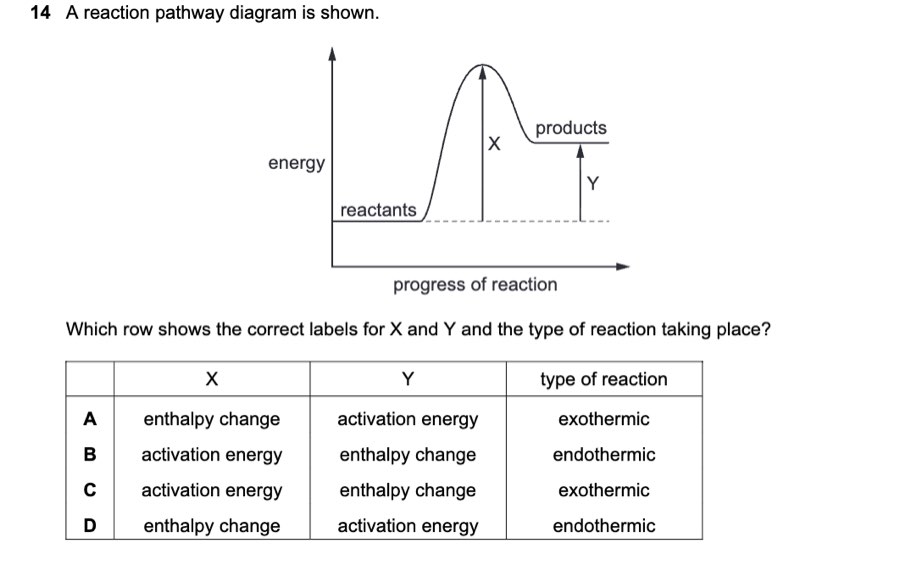 14 A reaction pathway diagram is shown.
products
X
energy
Y
reactants
progress of reaction
Which row shows the correct labels for X and Y and the type of reaction taking place?
X Y type of reaction
A enthalpy change activation energy exothermic
B activation energy enthalpy change endothermic
C activation energy enthalpy change exothermic
D enthalpy change activation energy endothermic